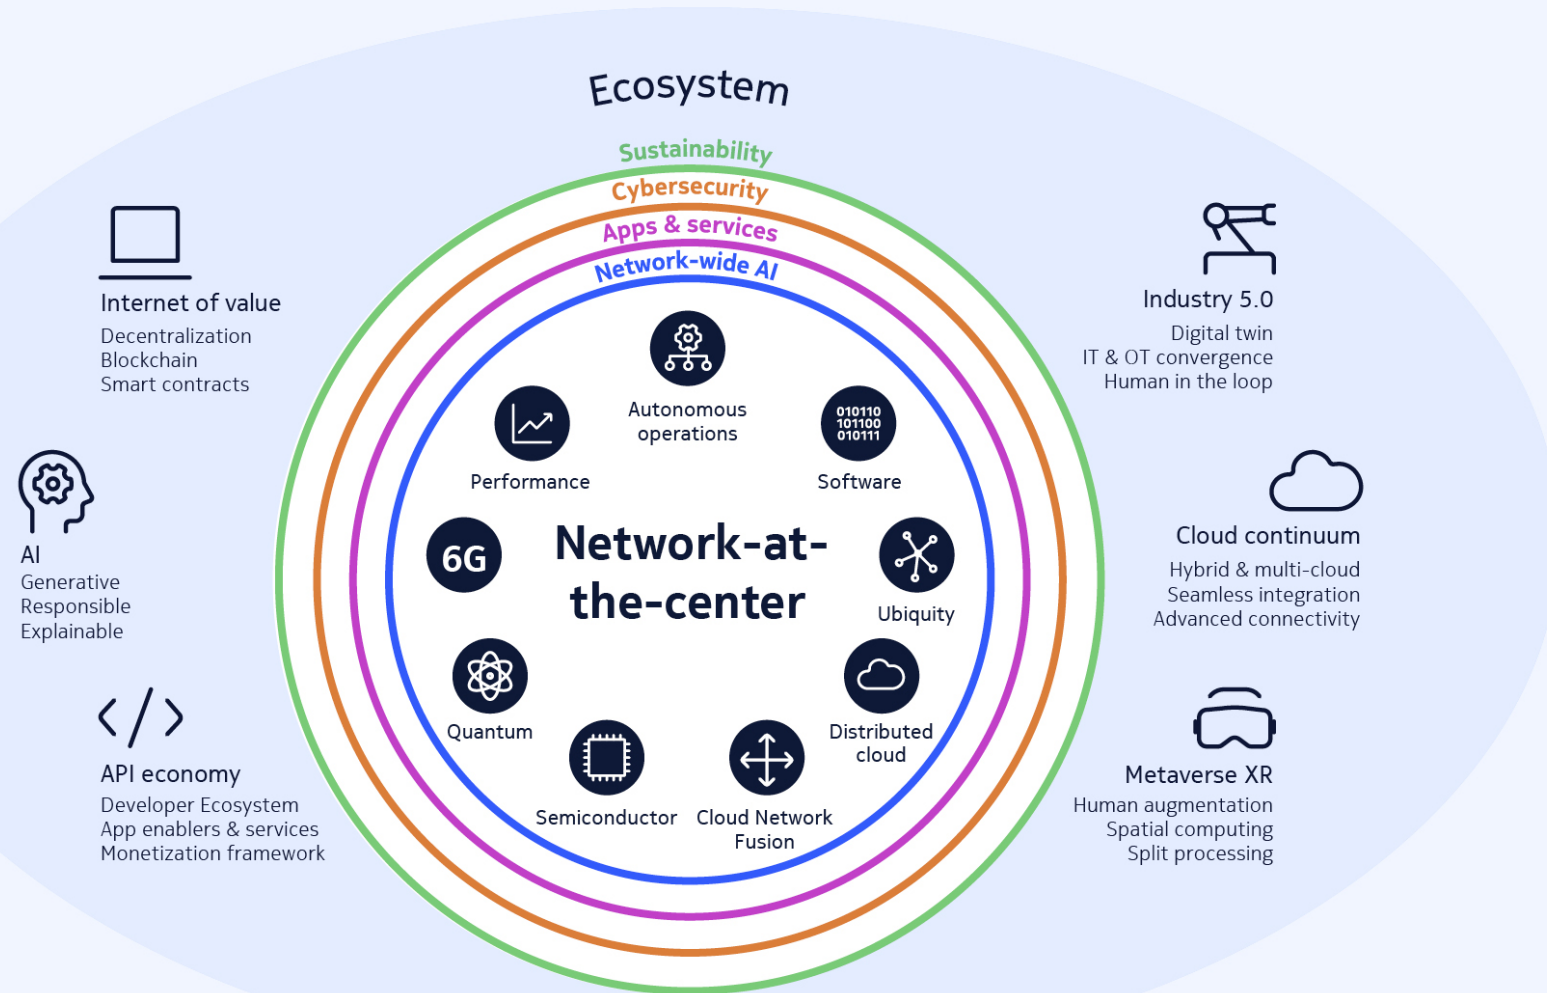 Ecosystem
Sustainability
Cybersecurity
Apps & services
Network-wide AI
Internet of value
Decentralization
Blockchain
Smart contracts
AI
Generative
Responsible
Explainable
API economy
Developer Ecosystem
App enablers & services
Monetization framework
Autonomous
operations
Performance
010110
101100
010111
Software
6G
Network-at-
the-center
Ubiquity
Quantum
Distributed
cloud
Semiconductor
Cloud Network
Fusion
Industry 5.0
Digital twin
IT & OT convergence
Human in the loop
Cloud continuum
Hybrid & multi-cloud
Seamless integration
Advanced connectivity
Metaverse XR
Human augmentation
Spatial computing
Split processing